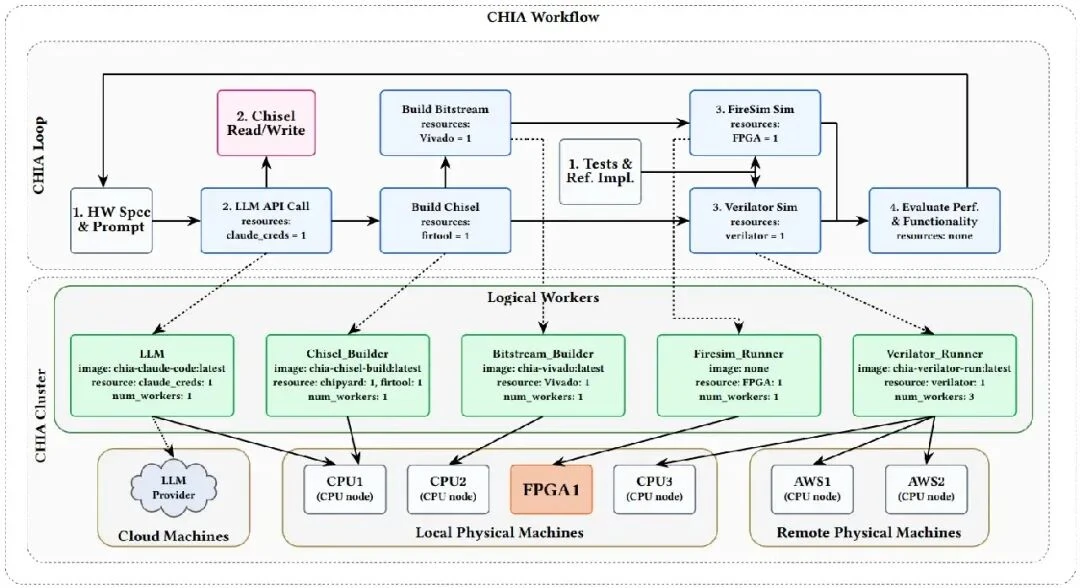 CHIA Workflow
CHIA Loop
2. Chisel
Read/Write
Build Bitstream
resources:
Vivado = 1
3. FireSim Sim
resources:
FPGA = 1
1. Tests &
Ref. Impl.
1. HW Spec
& Prompt
2. LLM API Call
resources:
claude_creds = 1
Build Chisel
resources:
firtool = 1
3. Verilator Sim
resources:
verilator = 1
4. Evaluate Perf.
& Functionality
resources: none
CHIA Cluster
Logical Workers
LLM
image: chia-claude-code:latest
resource: claude_creds: 1
num_workers: 1
Chisel_Builder
image: chia-chisel-build:latest
resource: chipyard: 1, firtool: 1
num_workers: 1
Bitstream_Builder
image: chia-vivado:latest
resource: Vivado: 1
num_workers: 1
Firesim_Runner
image: none
resource: FPGA: 1
num_workers: 1
Verilator_Runner
image: chia-verilator-run:latest
resource: verilator: 1
num_workers: 3
LLM
Provider
Cloud Machines
CPU1
(CPU node)
CPU2
(CPU node)
FPGA1
CPU3
(CPU node)
Local Physical Machines
AWS1
(CPU node)
AWS2
(CPU node)
Remote Physical Machines